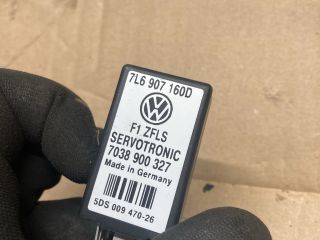 7L6 907 160D
F1 ZFLS
SERVOTRONIC
7038 900 327
Made in Germany
5DS 009 470-26